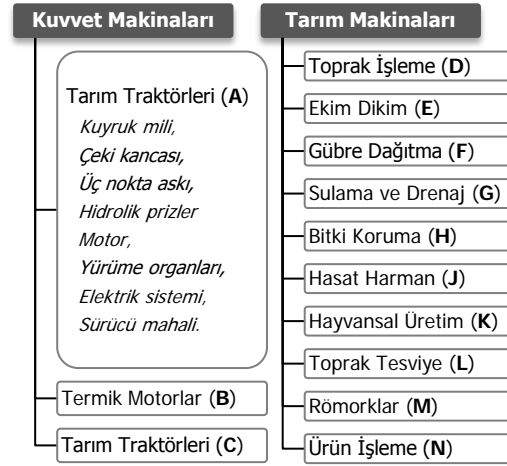 Kuvvet Makinaları
Tarım Traktörleri (A)
Kuyruk mili,
Çeki kancası,
Üç nokta askı,
Hidrolik prizler
Motor,
Yürüme organları,
Elektrik sistemi,
Sürücü mahali.
Termik Motorlar (B)
Tarım Traktörleri (C)
Tarım Makinaları
Toprak İşleme (D)
Ekim Dikim (E)
Gübre Dağıtma (F)
Sulama ve Drenaj (G)
Bitki Koruma (H)
Hasat Harman (J)
Hayvansal Üretim (K)
Toprak Tesviye (L)
Römorklar (M)
Ürün İşleme (N)